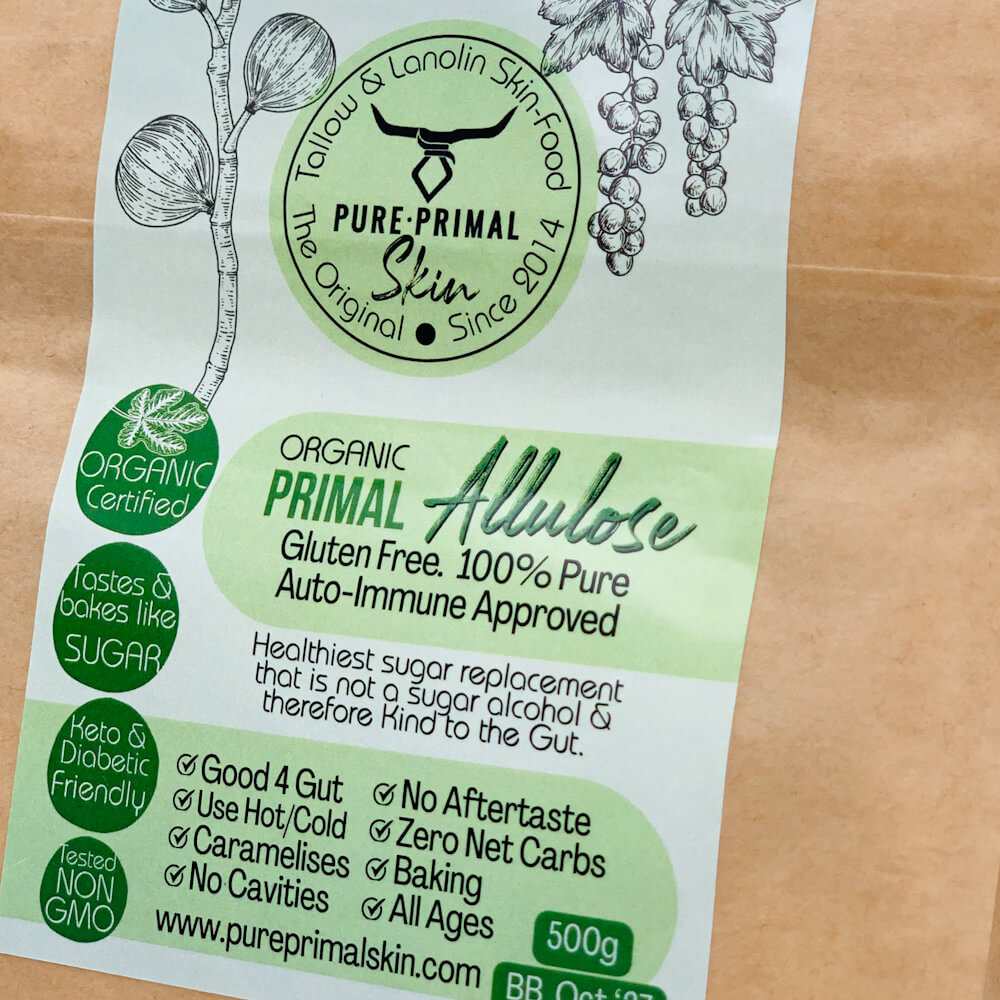 Tallow & Lanolin Skin-Food
PURE·PRIMAL
Skin
The Original ● Since 2014
ORGANIC
Certified
ORGANIC
PRIMAL Allulose
Gluten Free. 100% Pure
Auto-Immune Approved
Tastes &
bakes like
SUGAR
Healthiest sugar replacement
that is not a sugar alcohol &
therefore Kind to the Gut.
Keto &
Diabetic
Friendly
Good 4 Gut
Use Hot/Cold
Caramelises
No Cavities
No Aftertaste
Zero Net Carbs
Baking
All Ages
Tested
NON
GMO
www.pureprimalskin.com
500g
BB Oct '27